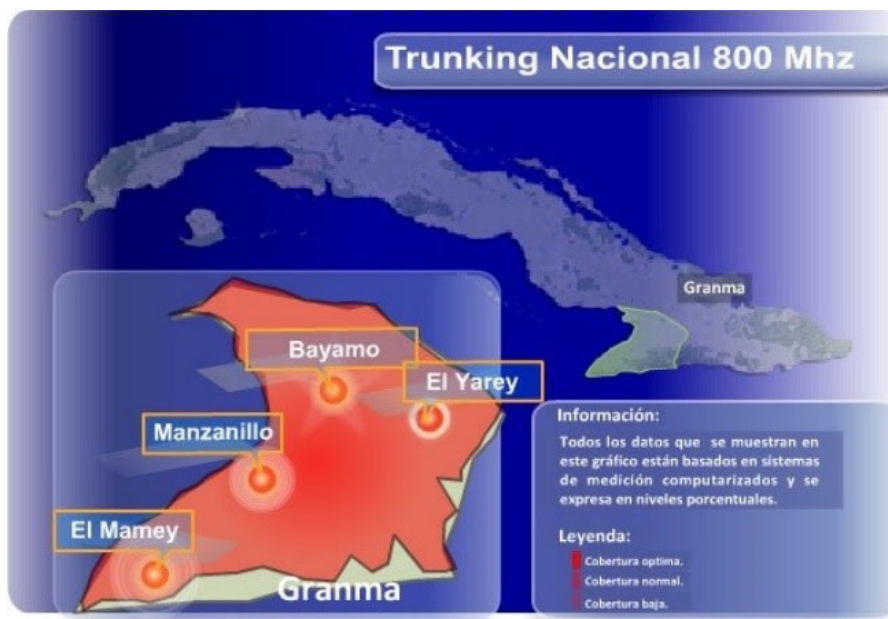 Trunking Nacional 800 Mhz
Granma
Bayamo
El Yarey
Manzanillo
El Mamey
Granma
Información:
Todos los datos que se muestran en
este gráfico están basados en sistemas
de medición computarizados y se
expresa en niveles porcentuales.
Leyenda:
Cobertura optima.
Cobertura normal.
Cobertura baja.